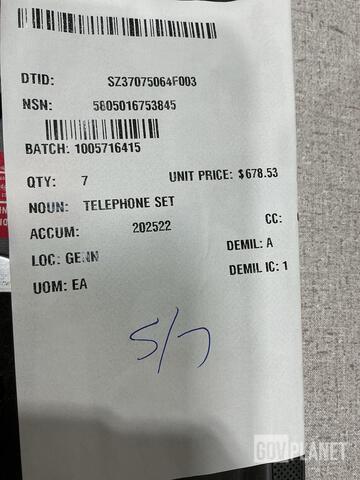 DTID: SZ37075064F003
NSN: 5805016753845
BATCH: 1005716415
QTY: 7 UNIT PRICE: $678.53
NOUN: TELEPHONE SET
ACCUM: 202522 CC:
LOC: GENN DEMIL: A
UOM: EA DEMIL IC: 1
5/7
GOVPLANET